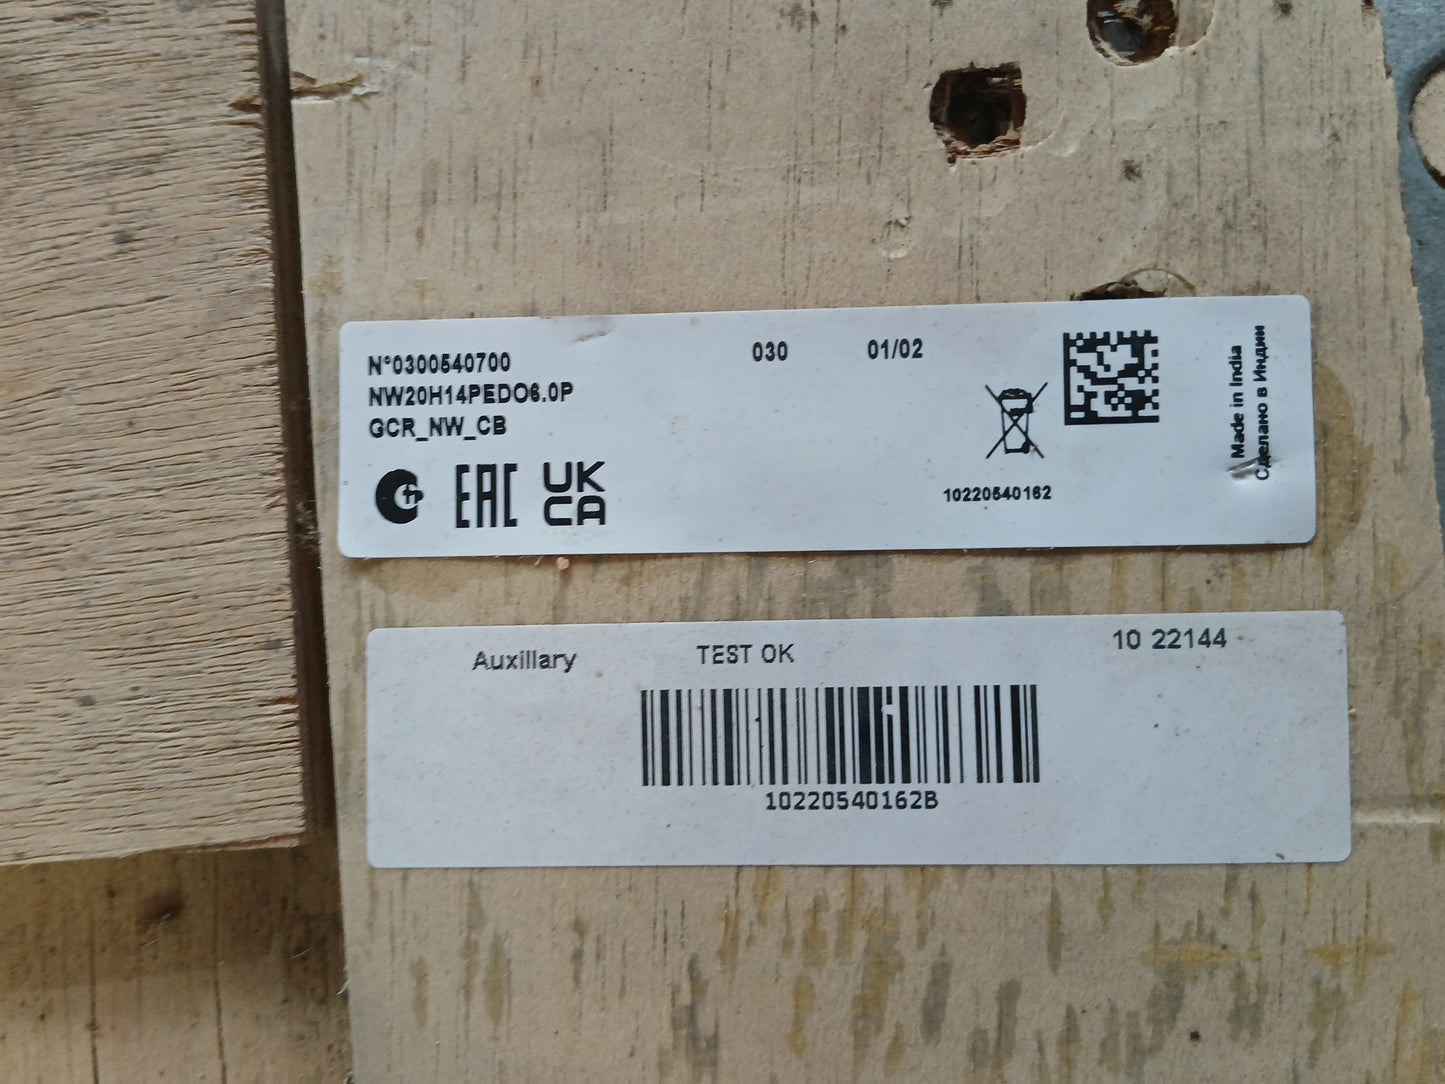 N°0300540700
NW20H14PEDO6.0P
GCR_NW_CB
030
01/02
10220540162
Made in India
Сделано в Индии
EAC
UK
CA
Auxillary
TEST OK
10 22144
10220540162B